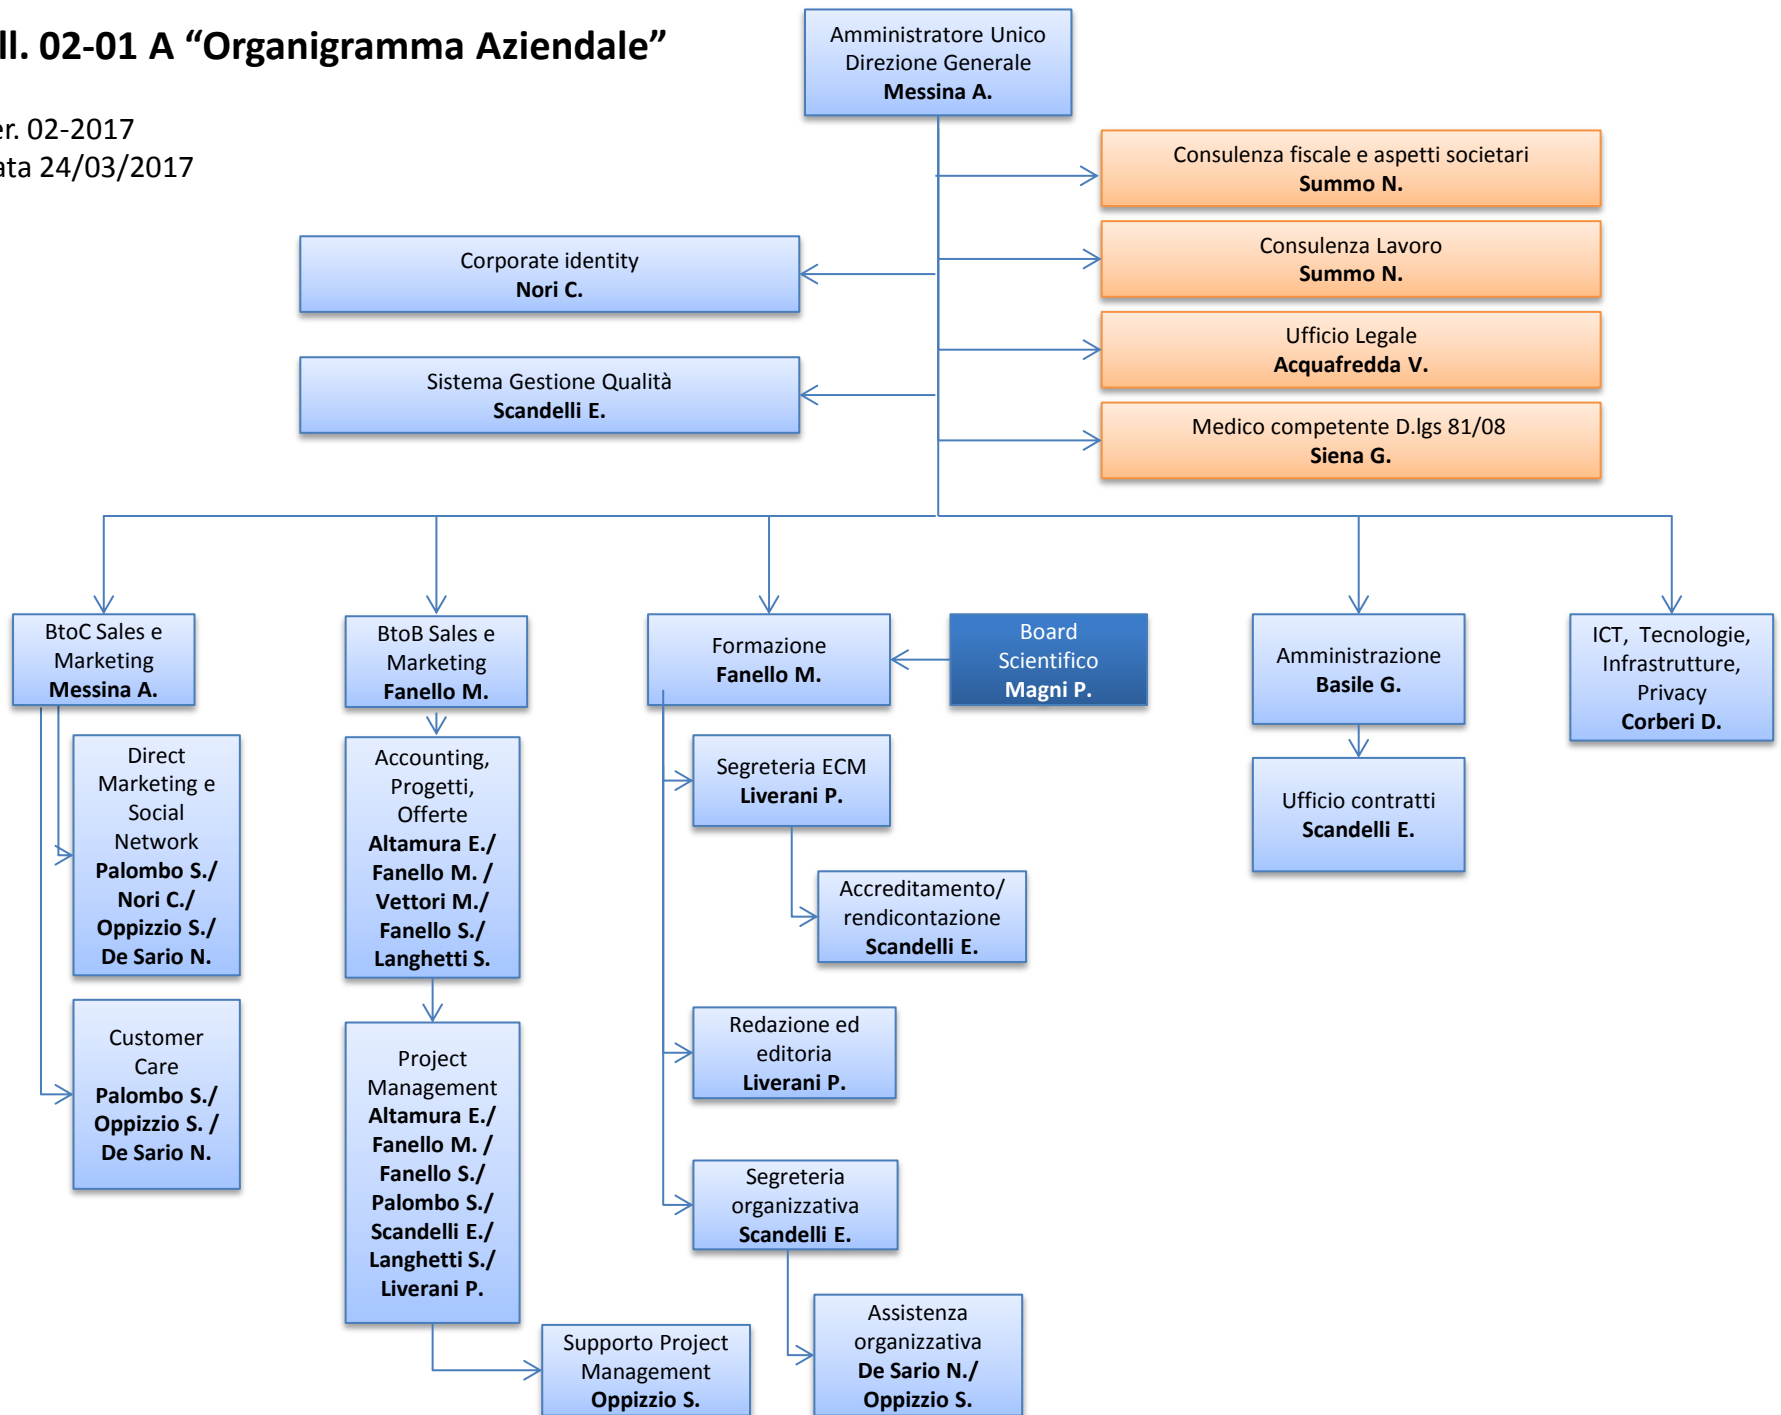 ll. 02-01 A “Organigramma Aziendale”
er. 02-2017
ata 24/03/2017
Amministratore Unico
Direzione Generale
Messina A.
Consulenza fiscale e aspetti societari
Summo N.
Corporate identity
Nori C.
Consulenza Lavoro
Summo N.
Ufficio Legale
Acquafredda V.
Sistema Gestione Qualità
Scandelli E.
Medico competente D.lgs 81/08
Siena G.
BtoC Sales e
Marketing
Messina A.
BtoB Sales e
Marketing
Fanello M.
Formazione
Fanello M.
Board
Scientifico
Magni P.
Amministrazione
Basile G.
ICT, Tecnologie,
Infrastrutture,
Privacy
Corberi D.
Direct
Marketing e
Social
Network
Palombo S./
Nori C./
Oppizzio S./
De Sario N.
Customer
Care
Palombo S./
Oppizzio S. /
De Sario N.
Accounting,
Progetti,
Offerte
Altamura E./
Fanello M. /
Vettori M./
Fanello S./
Langhetti S.
Project
Management
Altamura E./
Fanello M. /
Fanello S./
Palombo S./
Scandelli E./
Langhetti S./
Liverani P.
Supporto Project
Management
Oppizzio S.
Segreteria ECM
Liverani P.
Accreditamento/
rendicontazione
Scandelli E.
Redazione ed
editoria
Liverani P.
Segreteria
organizzativa
Scandelli E.
Assistenza
organizzativa
De Sario N./
Oppizzio S.
Ufficio contratti
Scandelli E.